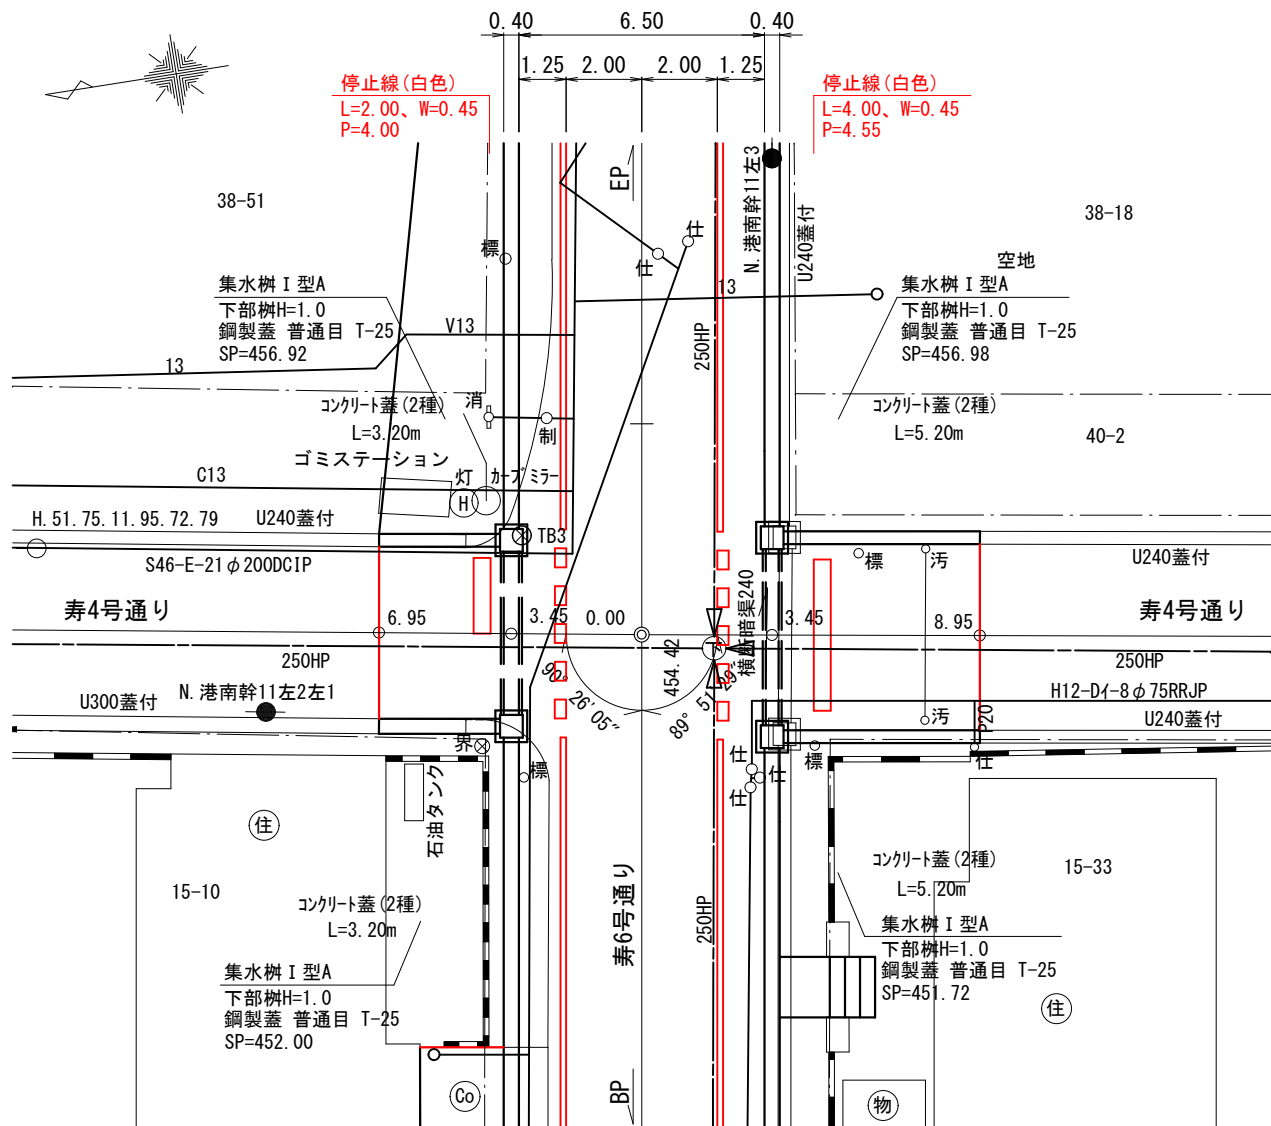 0.40
6.50
0.40
1.25
2.00
2.00
1.25
停止線(白色)
L=2.00、W=0.45
P=4.00
停止線(白色)
L=4.00、W=0.45
P=4.55
EP
N.港南幹11左3
U240蓋付
38-51
38-18
標
仕
仕
空地
集水桝Ⅰ型A
下部桝H=1.0
鋼製蓋 普通目 T-25
SP=456.92
集水桝Ⅰ型A
下部桝H=1.0
鋼製蓋 普通目 T-25
SP=456.98
13
V13
13
250HP
コンクリート蓋(2種)
L=3.20m
消
制
コンクリート蓋(2種)
L=5.20m
40-2
ゴミステーション
灯
カーブミラー
C13
H
H.51.75.11.95.72.79
U240蓋付
TB3
S46-E-21φ200DCIP
標
汚
U240蓋付
寿4号通り
6.95
3.45
0.00
横断暗渠240
3.45
8.95
寿4号通り
250HP
454.42
250HP
92° 26′05″
89° 51′29″
U300蓋付
N.港南幹11左2左1
H12-Dイ-8φ75RRJP
汚
P20
U240蓋付
界
標
仕
仕
仕
標
仕
石油タンク
住
15-10
コンクリート蓋(2種)
L=3.20m
コンクリート蓋(2種)
L=5.20m
15-33
寿6号通り
250HP
集水桝Ⅰ型A
下部桝H=1.0
鋼製蓋 普通目 T-25
SP=451.72
集水桝Ⅰ型A
下部桝H=1.0
鋼製蓋 普通目 T-25
SP=452.00
住
Co
BP
物